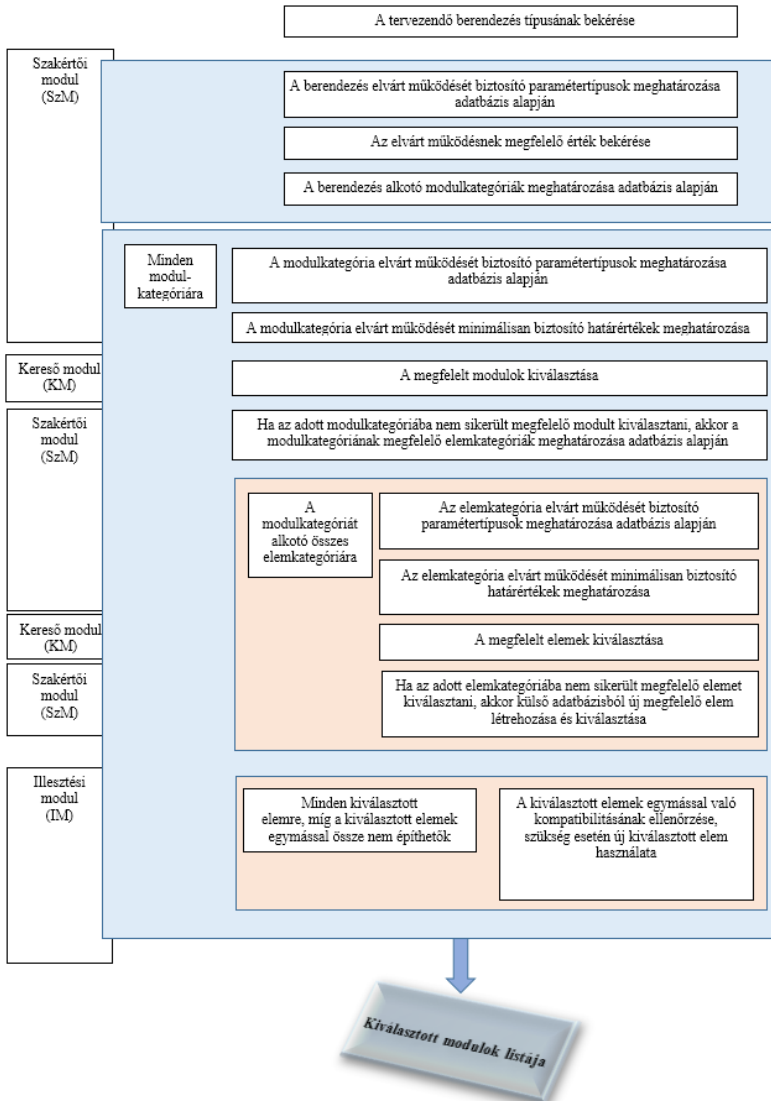 A tervezendő berendezés típusának bekérése
Szakértői
modul
(SzM)
A berendezés elvárt működését biztosító paramétertípusok meghatározása
adatbázis alapján
Az elvárt működésnek megfelelő érték bekérése
A berendezés alkotó modulkategóriák meghatározása adatbázis alapján
Minden
modul-
kategóriára
A modulkategória elvárt működését biztosító paramétertípusok meghatározása
adatbázis alapján
A modulkategória elvárt működését minimálisan biztosító határértékek meghatározása
Kereső modul
(KM)
A megfelelt modulok kiválasztása
Szakértői
modul
(SzM)
Ha az adott modulkategóriába nem sikerült megfelelő modult kiválasztani, akkor a
modulkategóriának megfelelő elemkategóriák meghatározása adatbázis alapján
A
modulkategóriát
alkotó összes
elemkategóriára
Az elemkategória elvárt működését biztosító
paramétertípusok meghatározása adatbázis alapján
Az elemkategória elvárt működését minimálisan biztosító
határértékek meghatározása
Kereső modul
(KM)
A megfelelt elemek kiválasztása
Szakértői
modul
(SzM)
Ha az adott elemkategóriába nem sikerült megfelelő elemet
kiválasztani, akkor külső adatbázisból új megfelelő elem
létrehozása és kiválasztása
Illesztési
modul
(IM)
Minden kiválasztott
elemre, míg a kiválasztott elemek
egymással össze nem építhetők
A kiválasztott elemek egymással való
kompatibilitásának ellenőrzése,
szükség esetén új kiválasztott elem
használata
Kiválasztott modulok listája